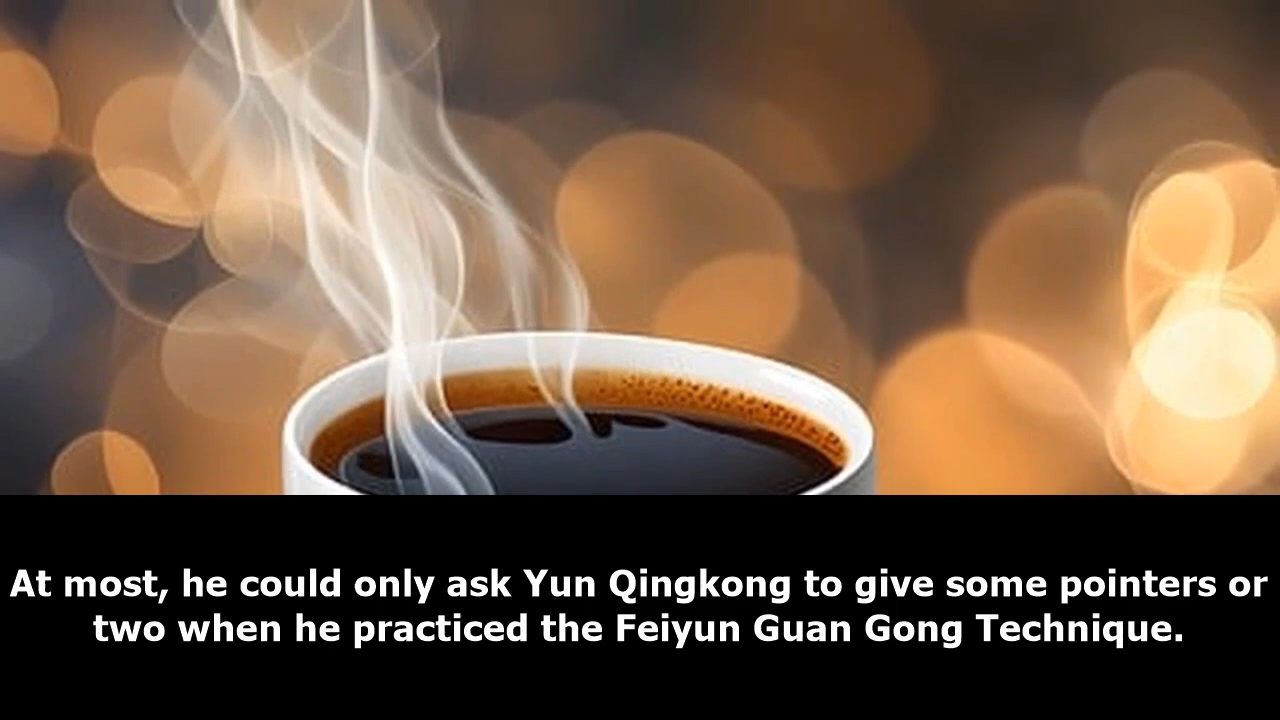 At most, he could only ask Yun Qingkong to give some pointers or
two when he practiced the Feiyun Guan Gong Technique.